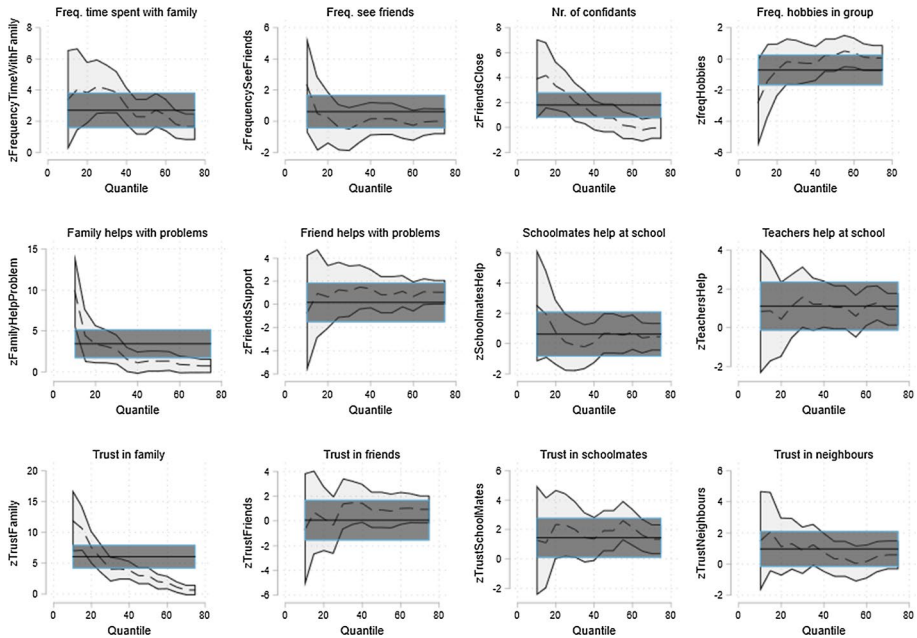 Freq. time spent with family
Freq. see friends
Nr. of confidants
Freq. hobbies in group
zFrequencyTimeWithFamily
8
6
4
2
0
0 20 40 60 80
Quantile
zFrequencySeeFriends
6
4
2
0
-2
0 20 40 60 80
Quantile
zFriendsClose
8
6
4
2
0
-2
0 20 40 60 80
Quantile
zfreqHobbies
2
0
-2
-6
0 20 40 60 80
Quantile
Family helps with problems
Friend helps with problems
Schoolmates help at school
Teachers help at school
zFamilyHelpProblem
15
10
5
0
0 20 40 60 80
Quantile
zFriendsSupport
4
2
0
-2
-4
-6
0 20 40 60 80
Quantile
zSchoolmatesHelp
6
4
2
0
-2
0 20 40 60 80
Quantile
zTeachersHelp
4
2
0
-2
0 20 40 60 80
Quantile
Trust in family
Trust in friends
Trust in schoolmates
Trust in neighbours
zTrustFamily
20
15
10
5
0
0 20 40 60 80
Quantile
zTrustFriends
4
2
0
-2
-4
-6
0 20 40 60 80
Quantile
zTrustSchoolMates
6
4
2
0
-2
0 20 40 60 80
Quantile
zTrustNeighbours
6
4
2
0
-2
0 20 40 60 80
Quantile